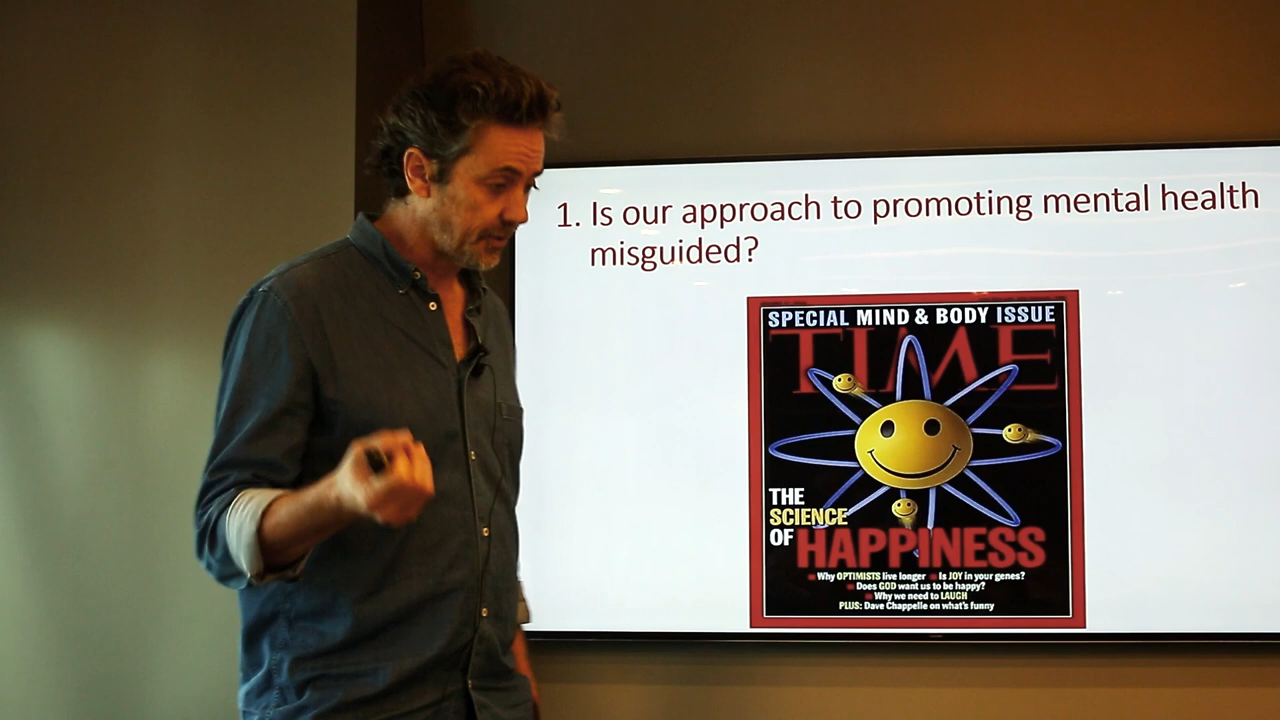 1. Is our approach to promoting mental health
misguided?
SPECIAL MIND & BODY ISSUE
TIME
THE
SCIENCE
OF HAPPINESS
Why OPTIMISTS live longer Is JOY in your genes?
Does GOD want us to be happy?
Why we need to LAUGH
PLUS: Dave Chappelle on what's funny